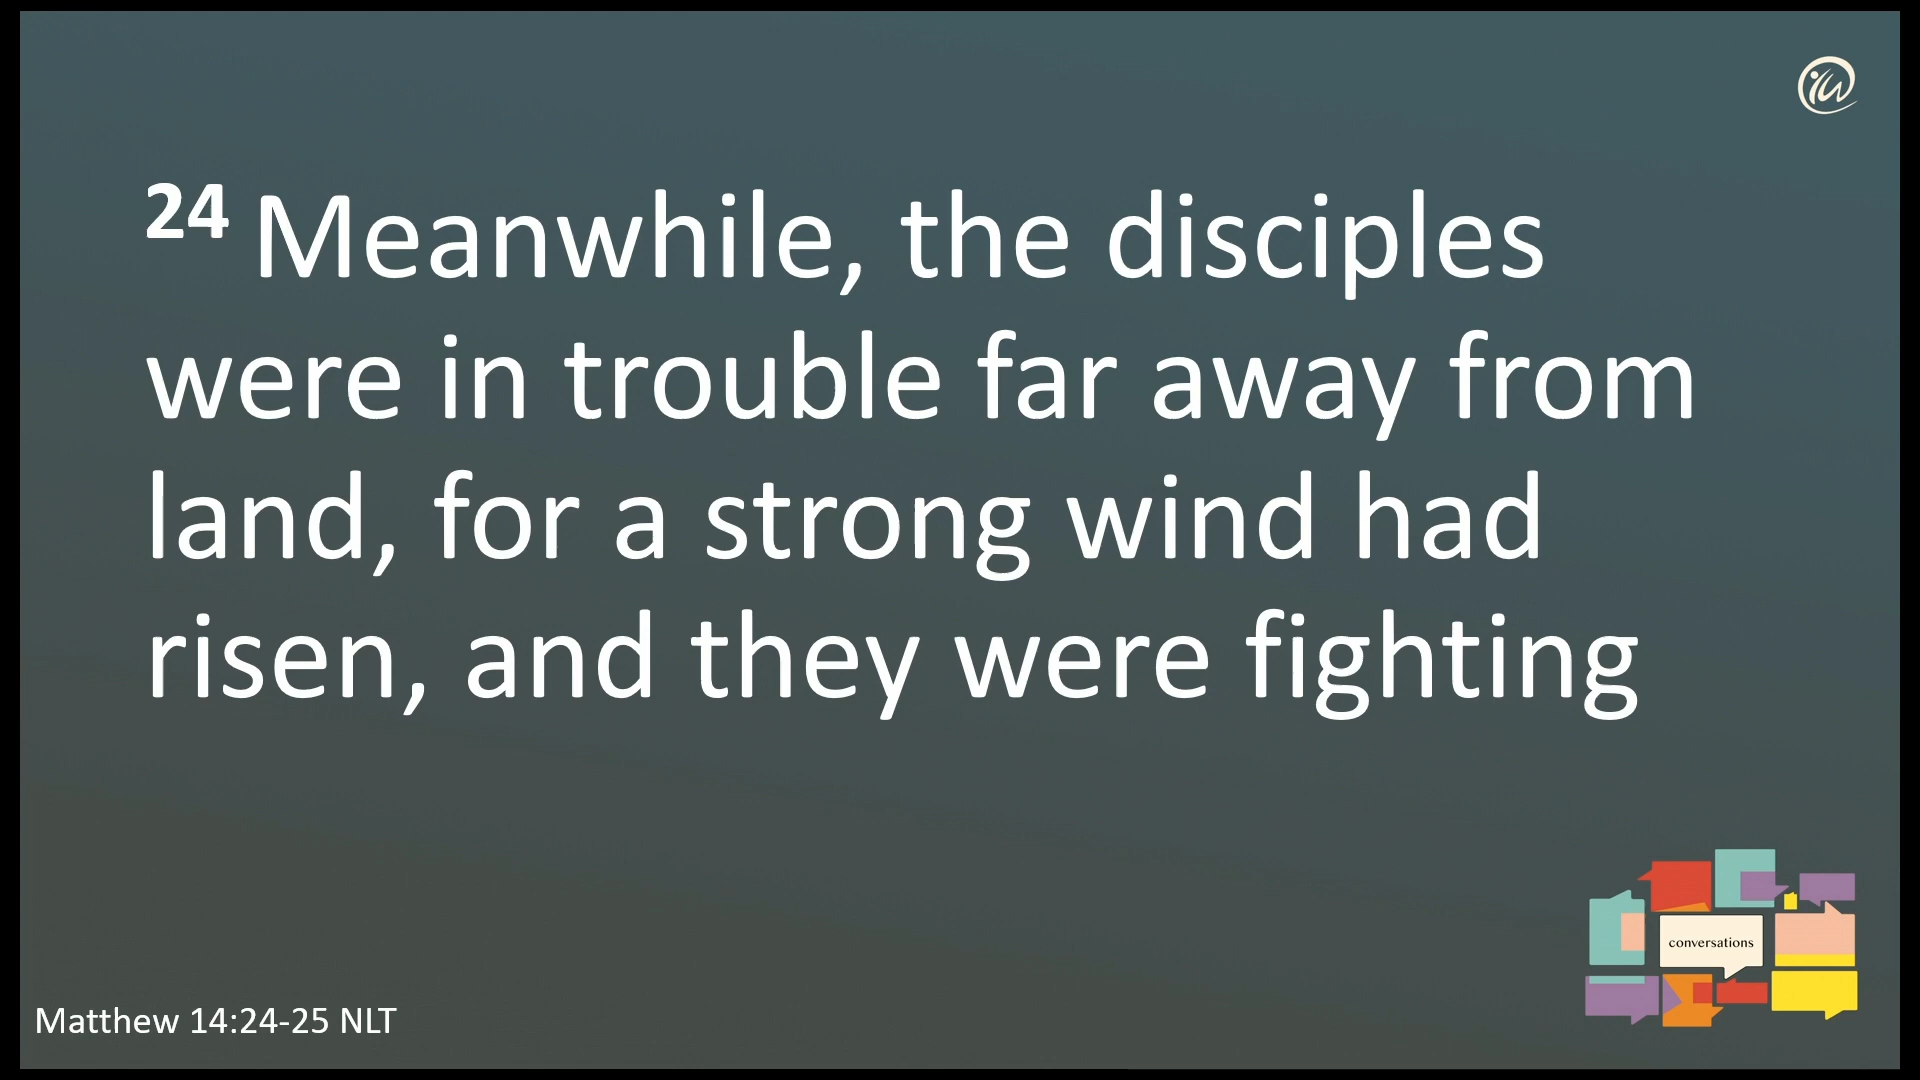 24 Meanwhile, the disciples
were in trouble far away from
land, for a strong wind had
risen, and they were fighting
conversations
Matthew 14:24-25 NLT